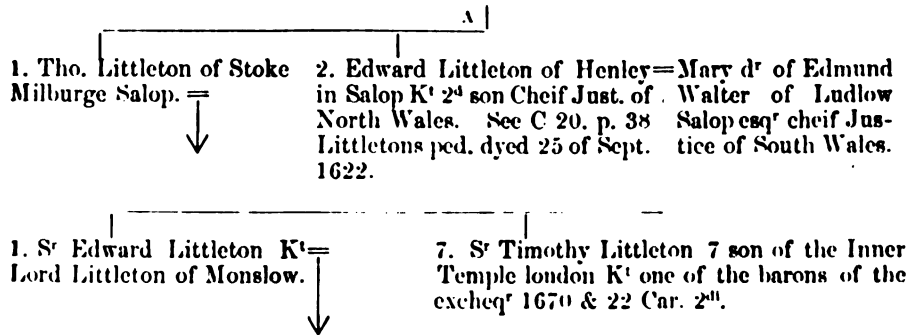 A
1. Tho. Littleton of Stoke
Milburge Salop. =
2. Edward Littleton of Henley=
in Salop Kᵗ 2ᵈ son Cheif Just. of
North Wales. See C 20. p. 38
Littletons ped. dyed 25 of Sept.
1622.
Mary dʳ of Edmund
Walter of Ludlow
Salop esqʳ cheif Jus-
tice of South Wales.
1. Sʳ Edward Littleton Kᵗ=
Lord Littleton of Monslow.
7. Sʳ Timothy Littleton 7 son of the Inner
Temple london Kᵗ one of the barons of the
excheqʳ 1670 & 22 Car. 2ᵈⁱ.